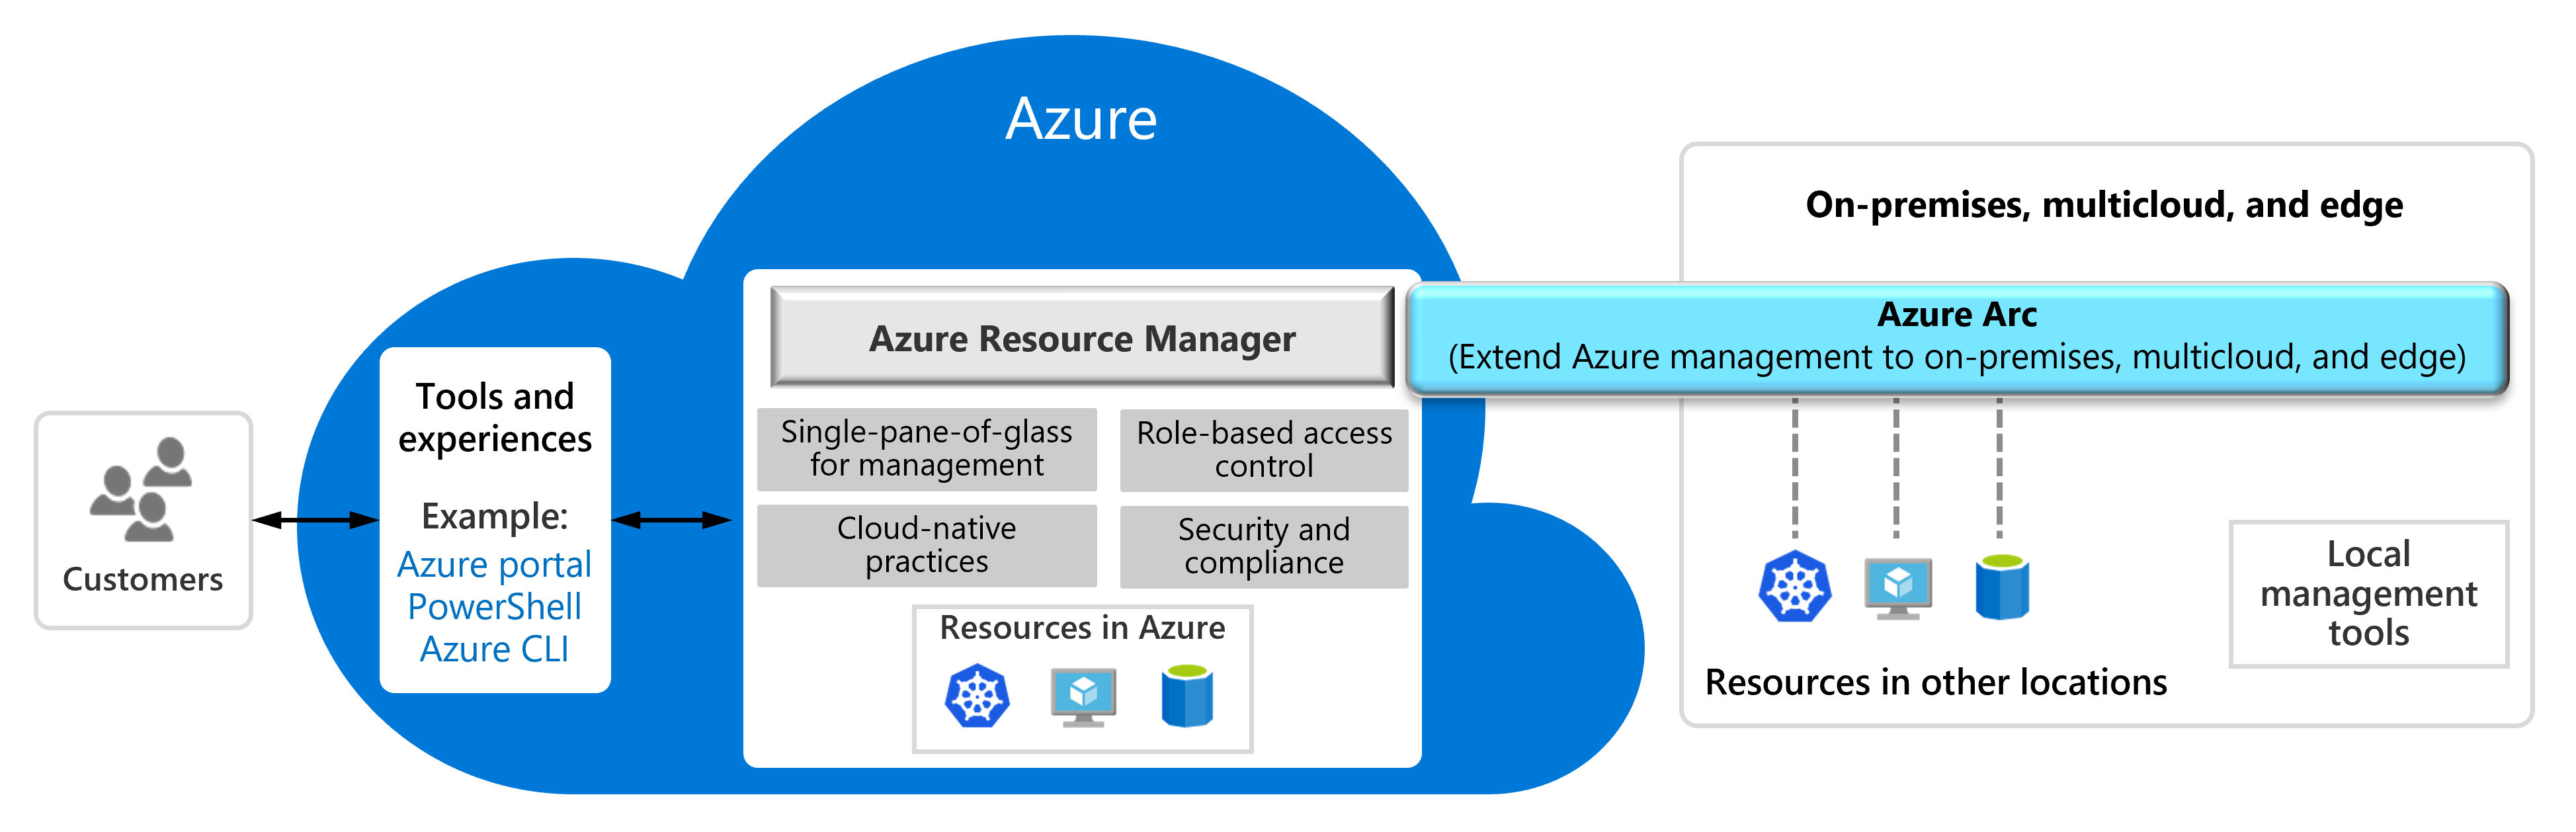 Azure
Customers
Tools and
experiences
Example:
Azure portal
PowerShell
Azure CLI
Azure Resource Manager
Single-pane-of-glass
for management
Role-based access
control
Cloud-native
practices
Security and
compliance
Resources in Azure
On-premises, multicloud, and edge
Azure Arc
(Extend Azure management to on-premises, multicloud, and edge)
Resources in other locations
Local
management
tools